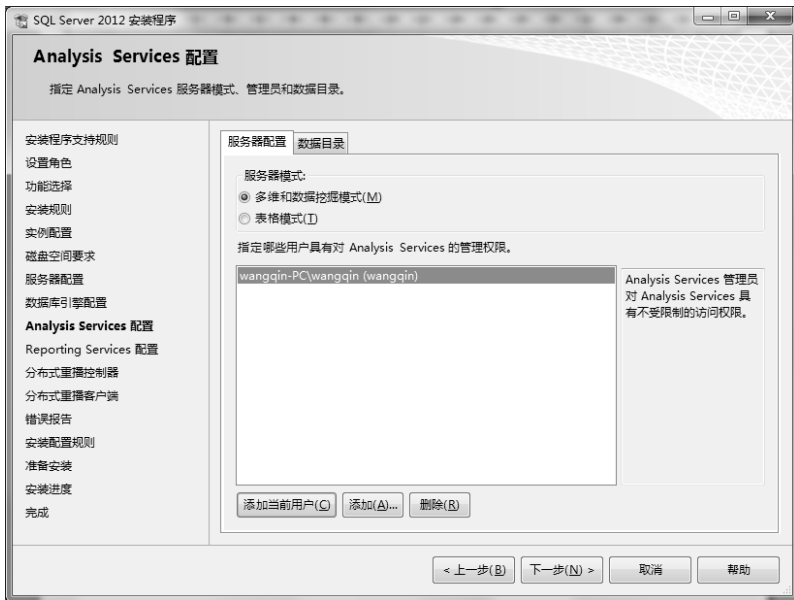 SQL Server 2012 安装程序
Analysis Services 配置
指定 Analysis Services 服务器模式、管理员和数据目录。
安装程序支持规则
设置角色
功能选择
安装规则
实例配置
磁盘空间要求
服务器配置
数据库引擎配置
Analysis Services 配置
Reporting Services 配置
分布式重播控制器
分布式重播客户端
错误报告
安装配置规则
准备安装
安装进度
完成
服务器配置 数据目录
服务器模式:
多维和数据挖掘模式(M)
表格模式(T)
指定哪些用户具有对 Analysis Services 的管理权限。
wangqin-PC\wangqin (wangqin)
Analysis Services 管理员
对 Analysis Services 具
有不受限制的访问权限。
添加当前用户(C) 添加(A)... 删除(R)
< 上一步(B) 下一步(N) > 取消 帮助